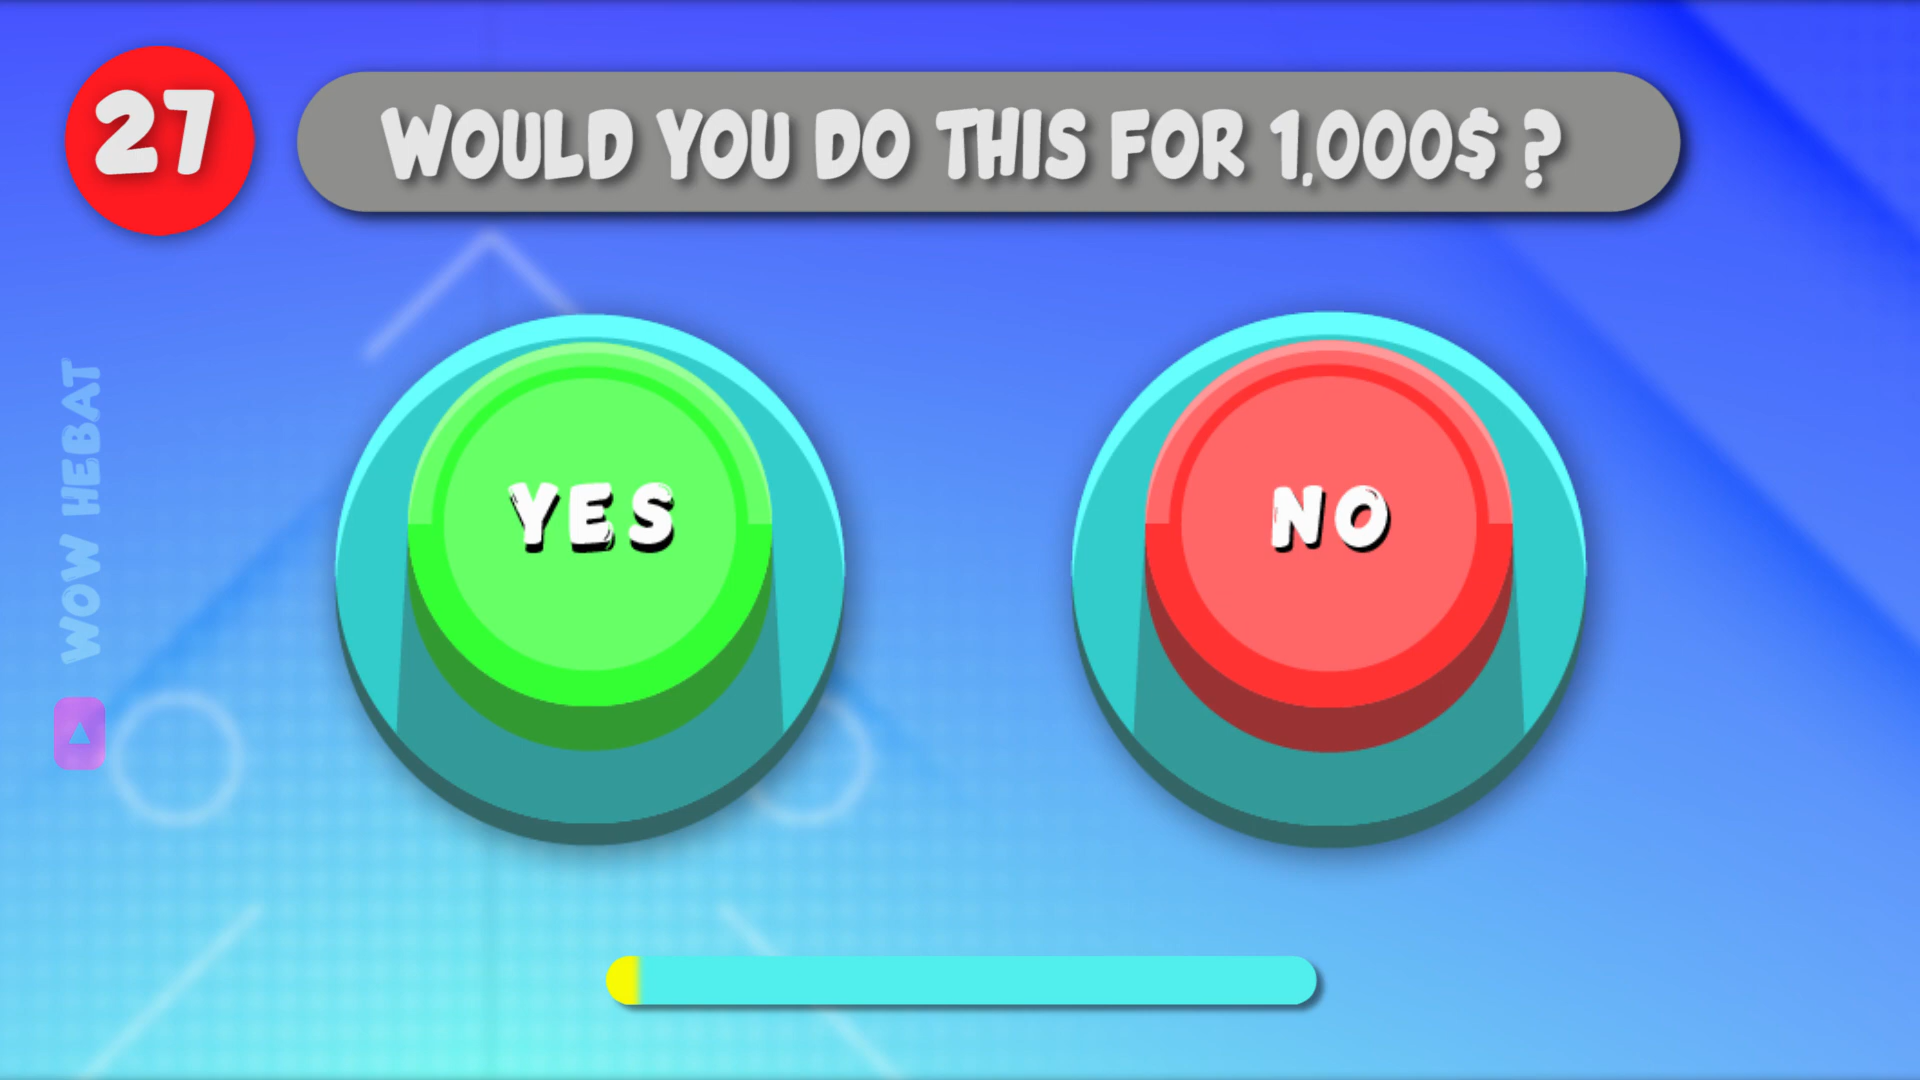 27
WOULD YOU DO THIS FOR 1,000$ ?
YES
NO
WOW HEBAT